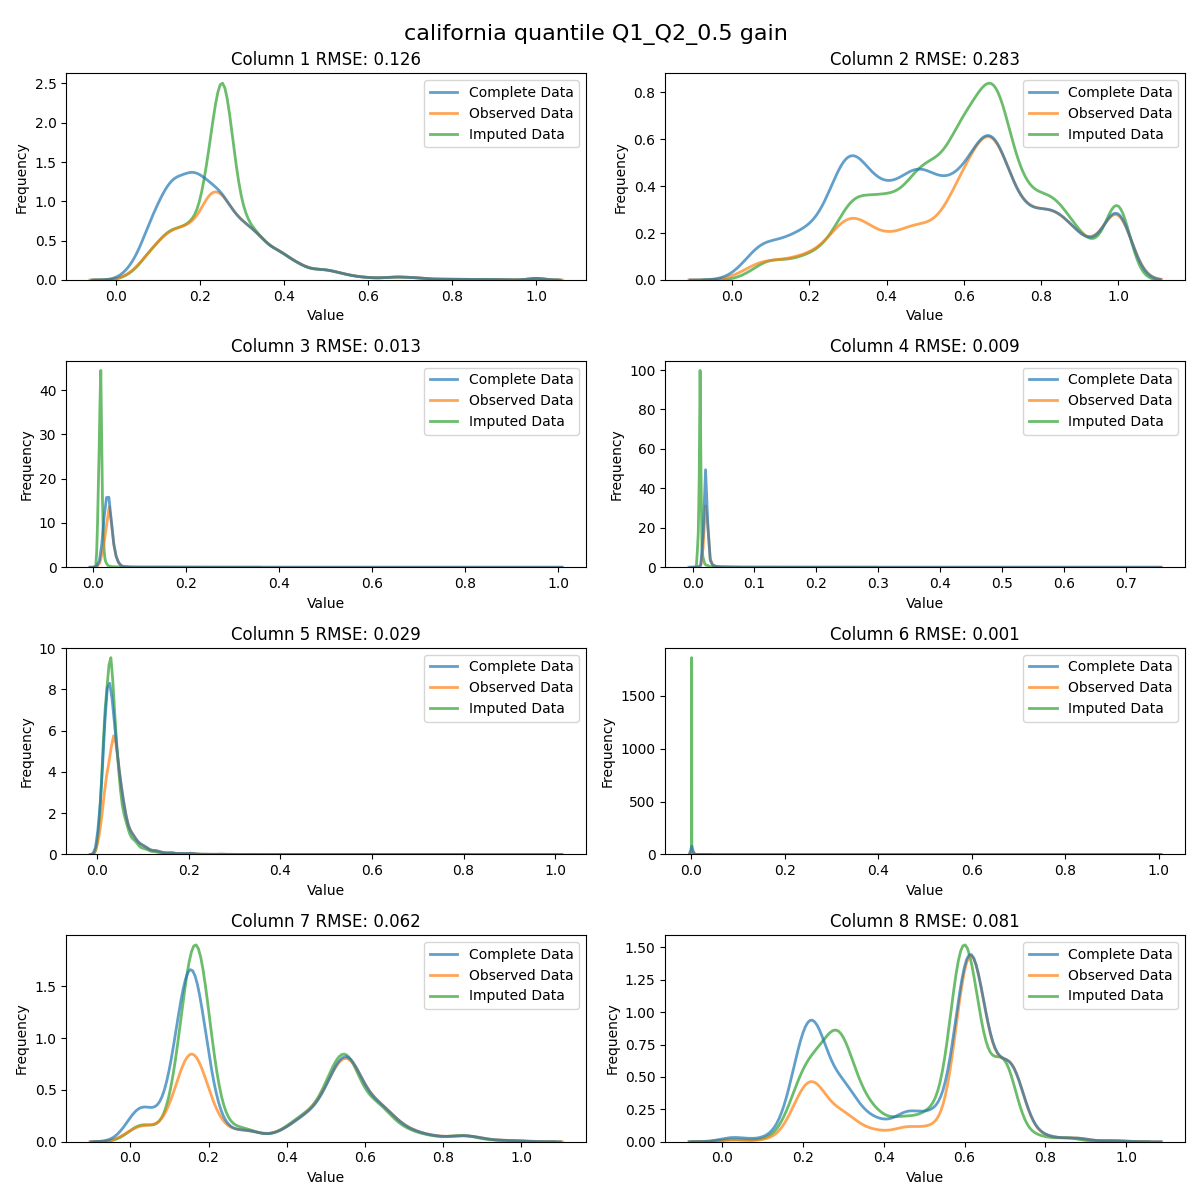 california quantile Q1_Q2_0.5 gain
Column 1 RMSE: 0.126
2.5
2.0
1.5
1.0
0.5
0.0
Frequency
Complete Data
Observed Data
Imputed Data
0.0 0.2 0.4 0.6 0.8 1.0
Value
Column 2 RMSE: 0.283
0.8
0.6
0.4
0.2
0.0
Frequency
Complete Data
Observed Data
Imputed Data
0.0 0.2 0.4 0.6 0.8 1.0
Value
Column 3 RMSE: 0.013
40
30
20
10
0
Frequency
Complete Data
Observed Data
Imputed Data
0.0 0.2 0.4 0.6 0.8 1.0
Value
Column 4 RMSE: 0.009
100
80
60
40
20
0
Frequency
Complete Data
Observed Data
Imputed Data
0.0 0.1 0.2 0.3 0.4 0.5 0.6 0.7
Value
Column 5 RMSE: 0.029
10
8
6
4
2
0
Frequency
Complete Data
Observed Data
Imputed Data
0.0 0.2 0.4 0.6 0.8 1.0
Value
Column 6 RMSE: 0.001
1500
1000
500
0
Frequency
Complete Data
Observed Data
Imputed Data
0.0 0.2 0.4 0.6 0.8 1.0
Value
Column 7 RMSE: 0.062
1.5
1.0
0.5
0.0
Frequency
Complete Data
Observed Data
Imputed Data
0.0 0.2 0.4 0.6 0.8 1.0
Value
Column 8 RMSE: 0.081
1.50
1.25
1.00
0.75
0.50
0.25
0.00
Frequency
Complete Data
Observed Data
Imputed Data
0.0 0.2 0.4 0.6 0.8 1.0
Value